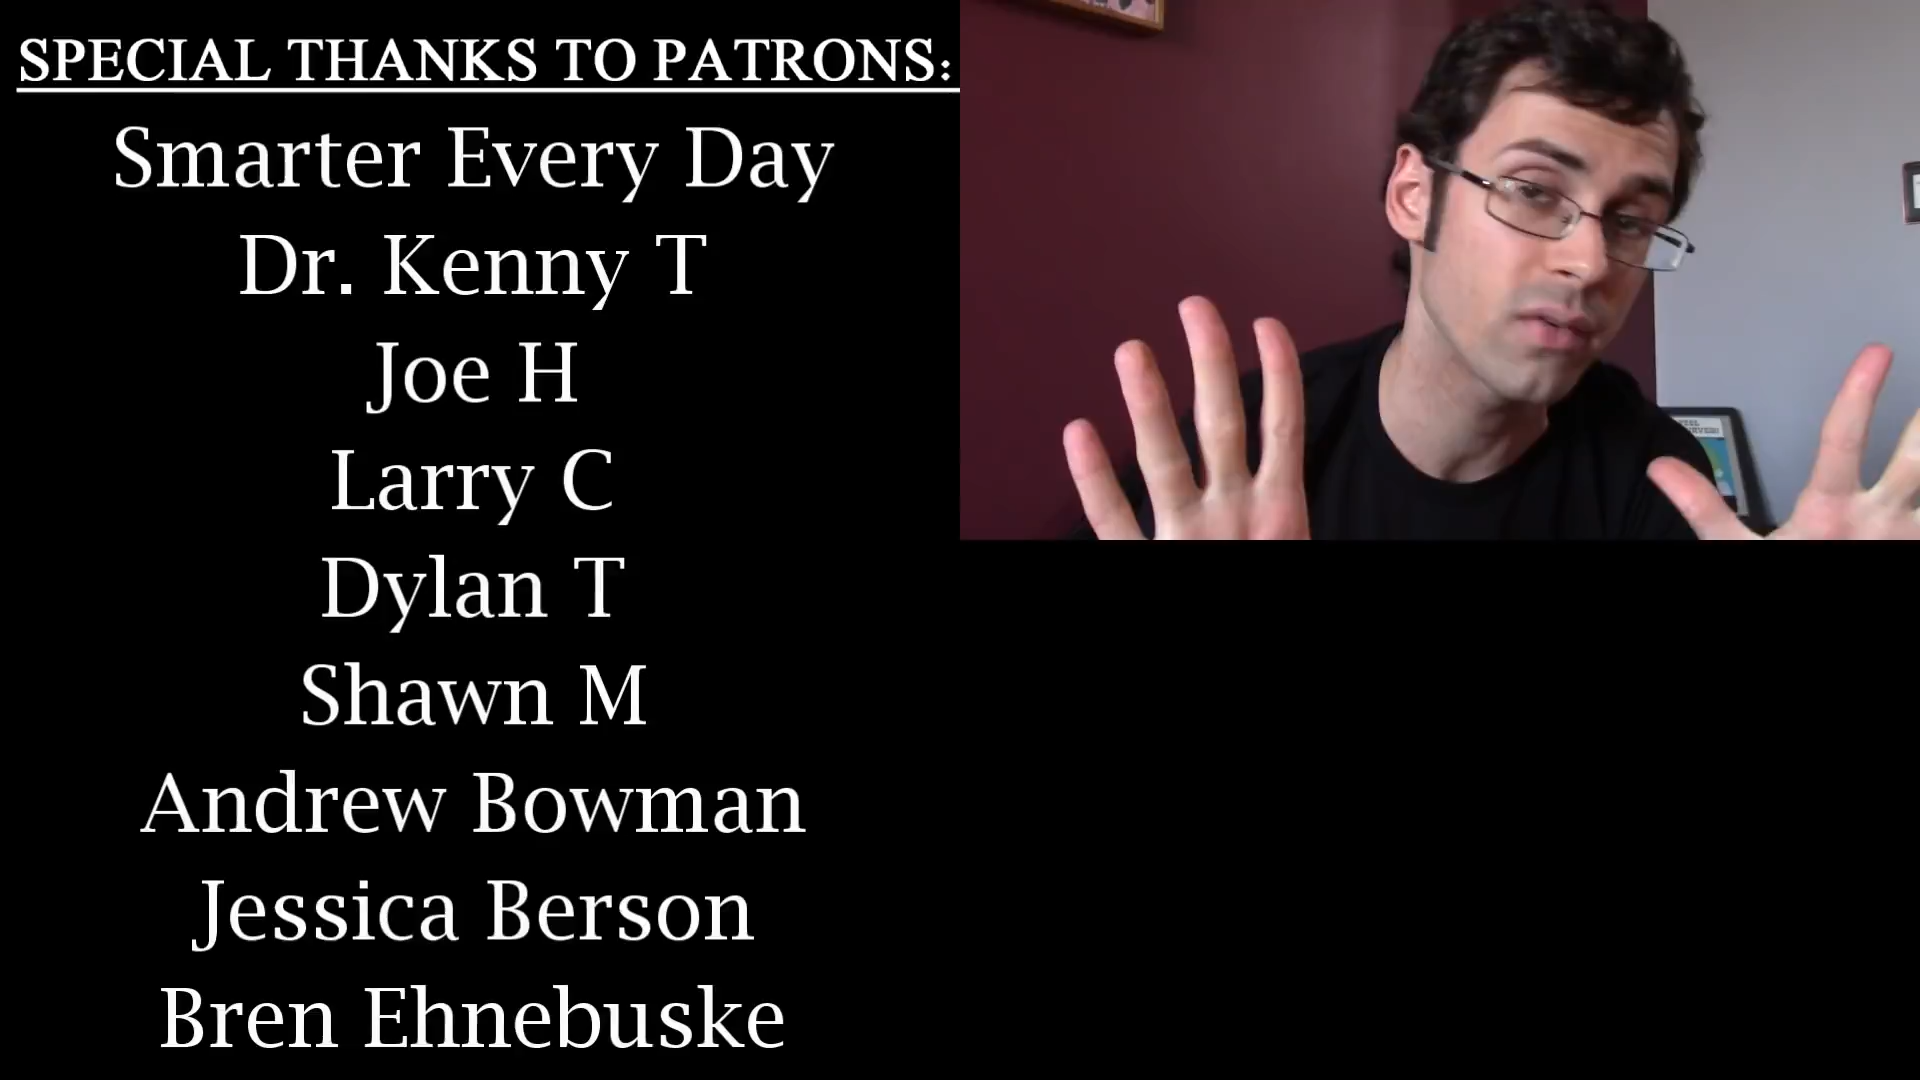 SPECIAL THANKS TO PATRONS:
Smarter Every Day
Dr. Kenny T
Joe H
Larry C
Dylan T
Shawn M
Andrew Bowman
Jessica Berson
Bren Ehnebuske